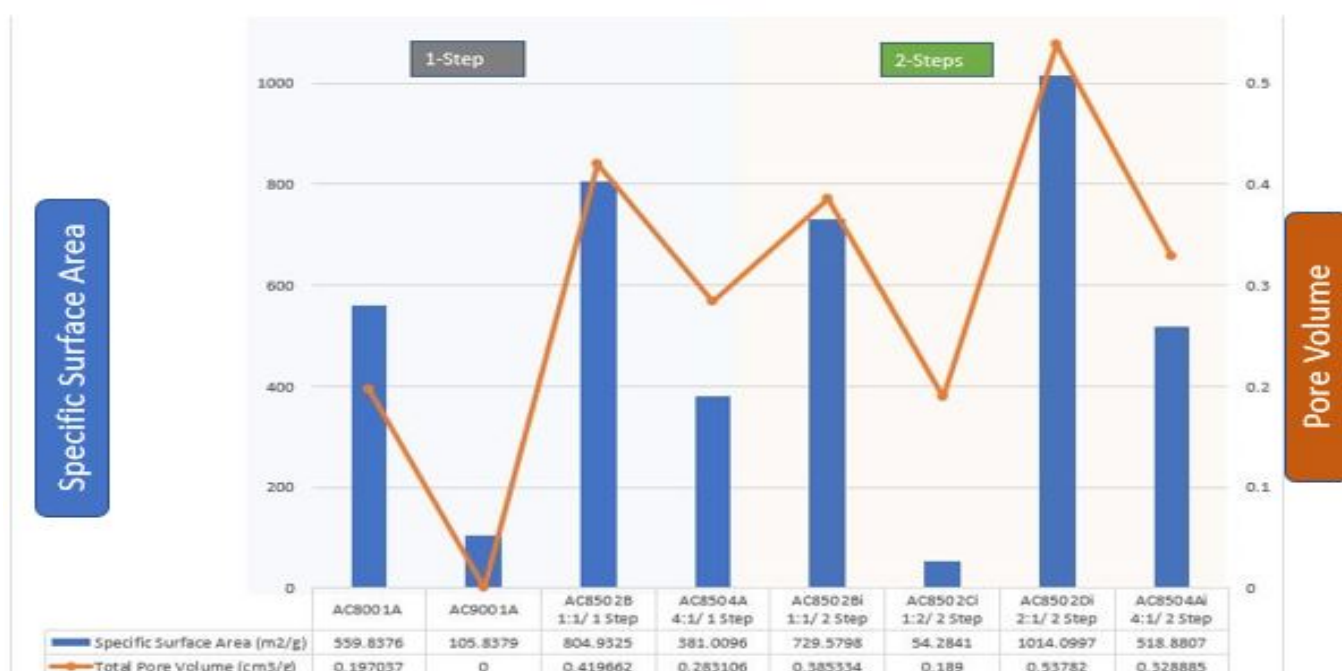 1-Step
2-Steps
1000
800
600
400
200
0
0.5
0.4
0.3
0.2
0.1
0
Specific Surface Area
Pore Volume
AC8001A AC9001A AC8502B AC8504A AC8502Bi AC8502Ci AC8502Di AC8504Ai
1:1/ 1 Step 4:1/ 1 Step 1:1/ 2 Step 1:2/ 2 Step 2:1/ 2 Step 4:1/ 2 Step
Specific Surface Area (m2/g) 559.8376 105.8379 804.9325 381.0096 729.5798 54.2841 1014.0997 518.8807
Total Pore Volume (cm3/g) 0.197037 0 0.419662 0.283106 0.385334 0.189 0.53782 0.328885